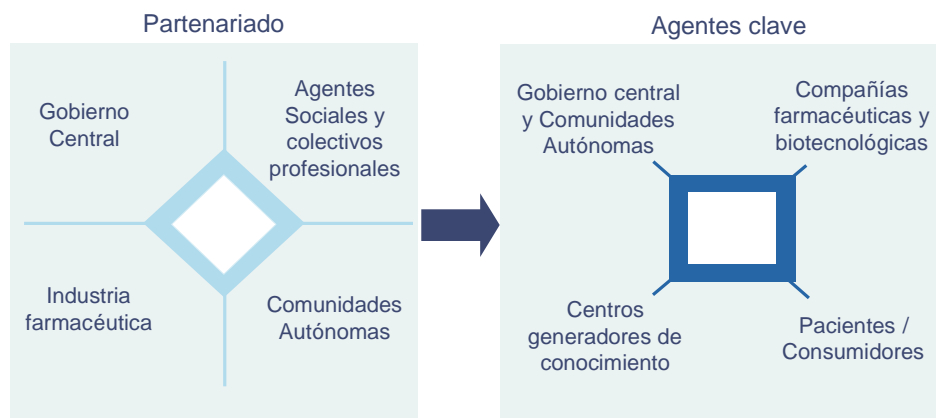 Partenariado
Gobierno
Central
Agentes
Sociales y
colectivos
profesionales
Industria
farmacéutica
Comunidades
Autónomas
Agentes clave
Gobierno central
y Comunidades
Autónomas
Compañías
farmacéuticas y
biotecnológicas
Centros
generadores de
conocimiento
Pacientes /
Consumidores